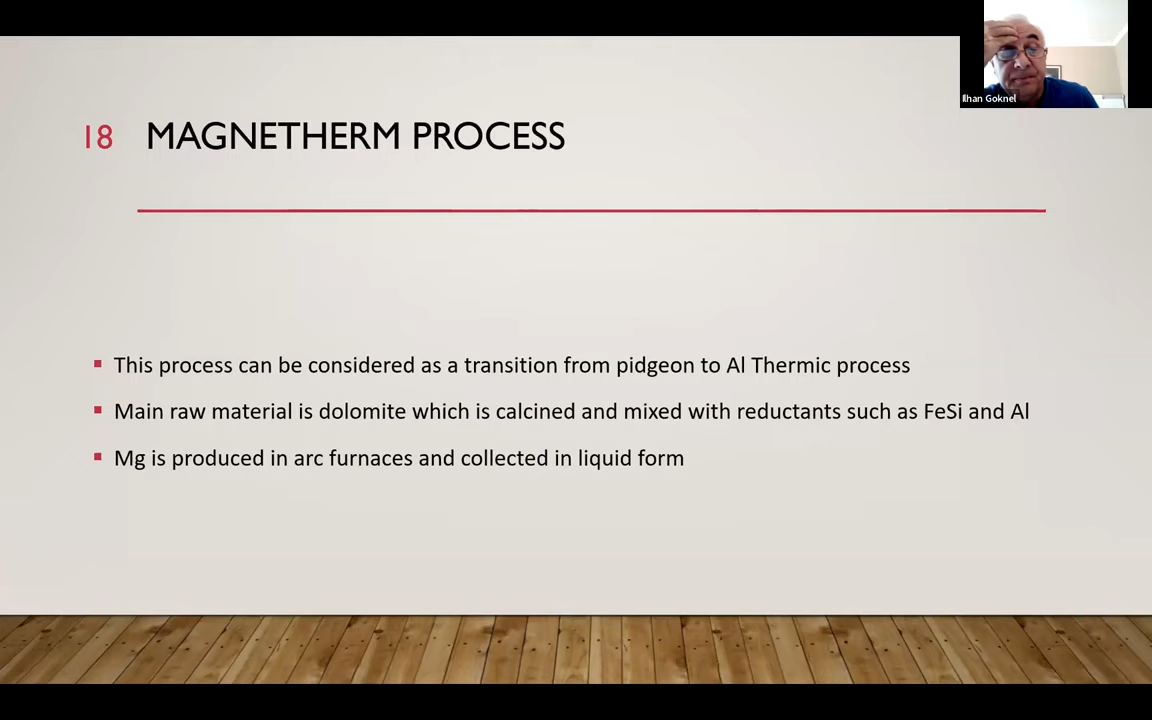 Ilhan Goknel
18 MAGNETHERM PROCESS
This process can be considered as a transition from pidgeon to Al Thermic process
Main raw material is dolomite which is calcined and mixed with reductants such as FeSi and Al
Mg is produced in arc furnaces and collected in liquid form